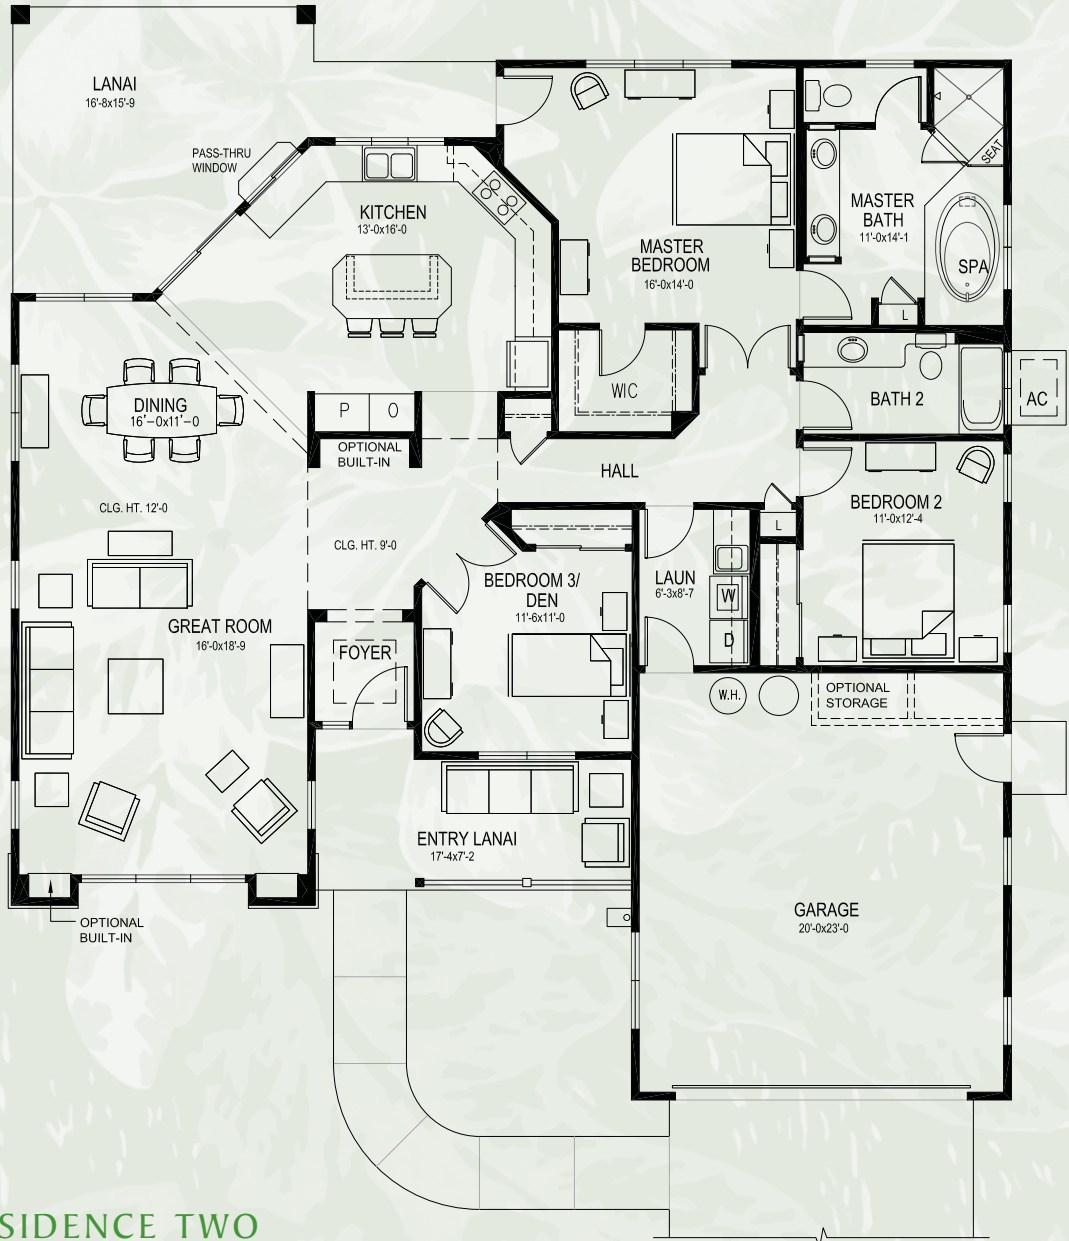 LANAI
16'-8x15'-9
PASS-THRU
WINDOW
KITCHEN
13'-0x16'-0
MASTER
BEDROOM
16'-0x14'-0
MASTER
BATH
11'-0x14'-1
SEAT
SPA
L
WIC
BATH 2
AC
DINING
16'-0x11'-0
P O
OPTIONAL
BUILT-IN
HALL
CLG. HT. 12'-0
CLG. HT. 9'-0
BEDROOM 2
11'-0x12'-4
L
BEDROOM 3/
DEN
11'-6x11'-0
LAUN
6'-3x8'-7
W
D
GREAT ROOM
16'-0x18'-9
FOYER
W.H.
OPTIONAL
STORAGE
ENTRY LANAI
17'-4x7'-2
GARAGE
20'-0x23'-0
OPTIONAL
BUILT-IN
SIDENCE TWO